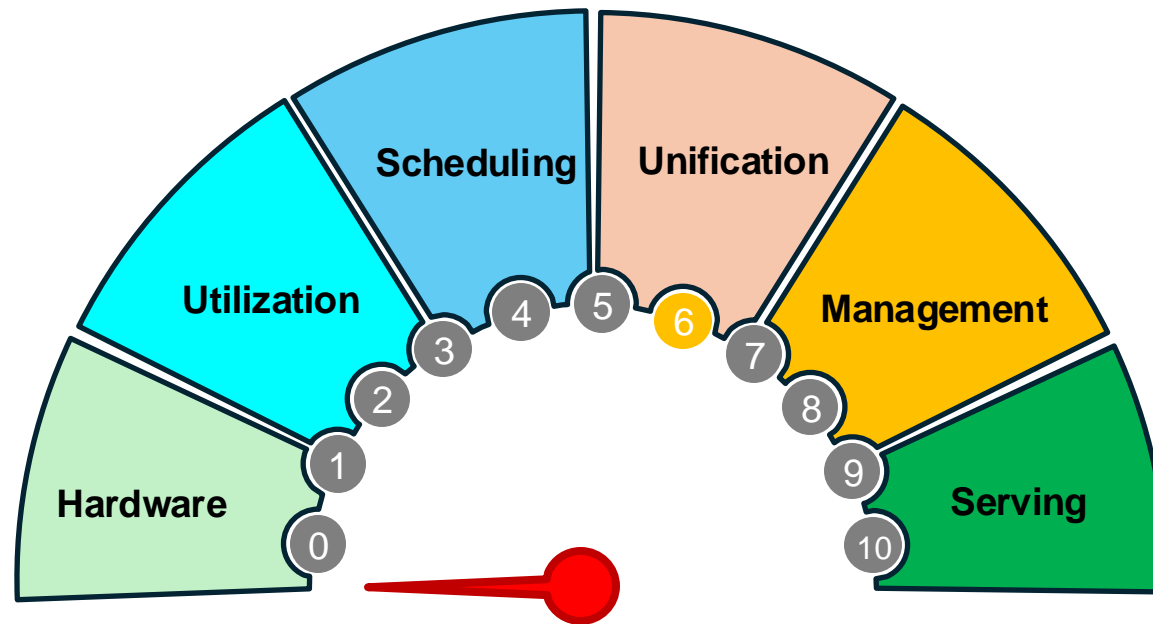 Hardware
Utilization
Scheduling
Unification
Management
Serving
0
1
2
3
4
5
6
7
8
9
10